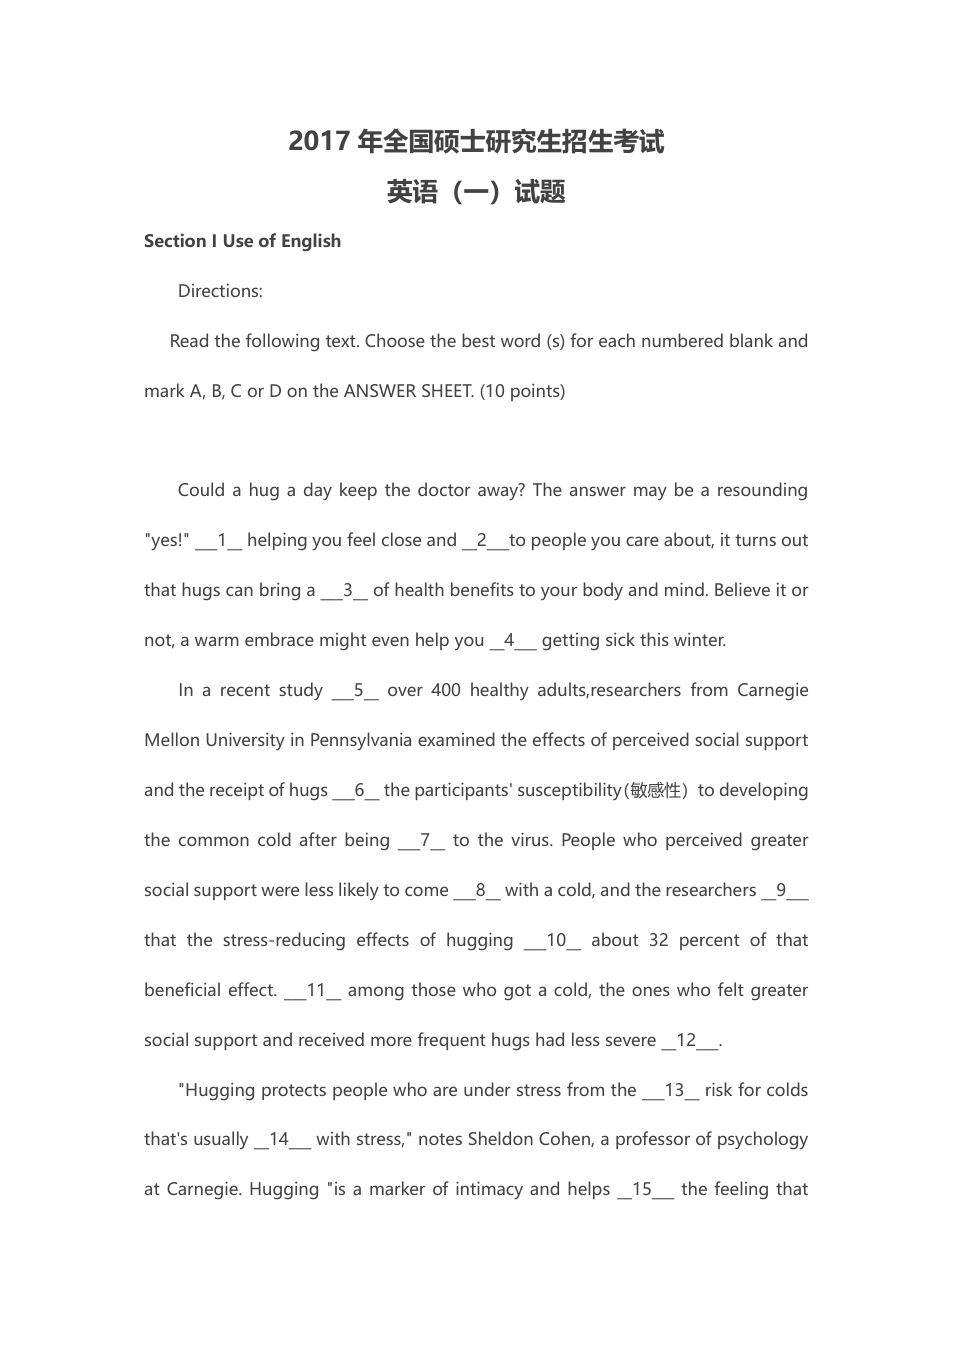 2017 年全国硕士研究生招生考试
英语（一）试题
Section I Use of English
Directions:
Read the following text. Choose the best word (s) for each numbered blank and
mark A, B, C or D on the ANSWER SHEET. (10 points)
Could a hug a day keep the doctor away? The answer may be a resounding
"yes!" ___1__ helping you feel close and __2___to people you care about, it turns out
that hugs can bring a ___3__ of health benefits to your body and mind. Believe it or
not, a warm embrace might even help you __4___ getting sick this winter.
In a recent study ___5__ over 400 healthy adults,researchers from Carnegie
Mellon University in Pennsylvania examined the effects of perceived social support
and the receipt of hugs ___6__ the participants' susceptibility(敏感性）to developing
the common cold after being ___7__ to the virus. People who perceived greater
social support were less likely to come ___8__ with a cold, and the researchers __9___
that the stress-reducing effects of hugging ___10__ about 32 percent of that
beneficial effect. ___11__ among those who got a cold, the ones who felt greater
social support and received more frequent hugs had less severe __12___.
"Hugging protects people who are under stress from the ___13__ risk for colds
that's usually __14___ with stress," notes Sheldon Cohen, a professor of psychology
at Carnegie. Hugging "is a marker of intimacy and helps __15___ the feeling that